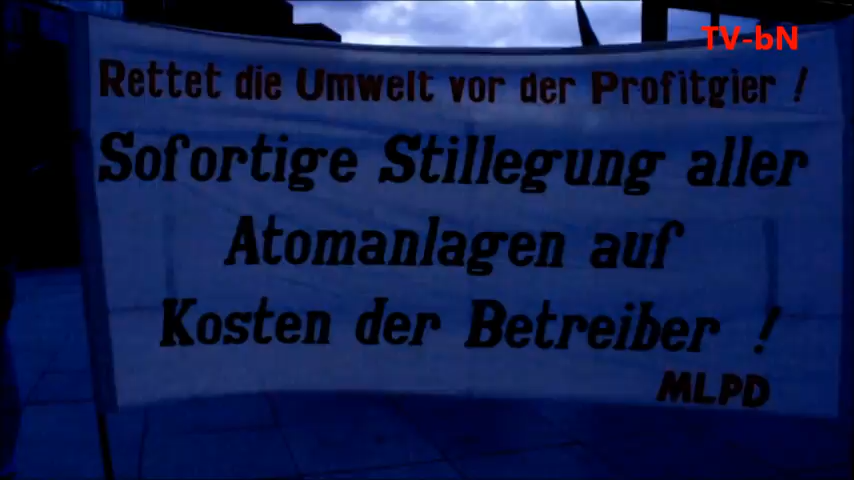 TV-bN
Rettet die Umwelt vor der Profitgier !
Sofortige Stillegung aller
Atomanlagen auf
Kosten der Betreiber !
MLPD